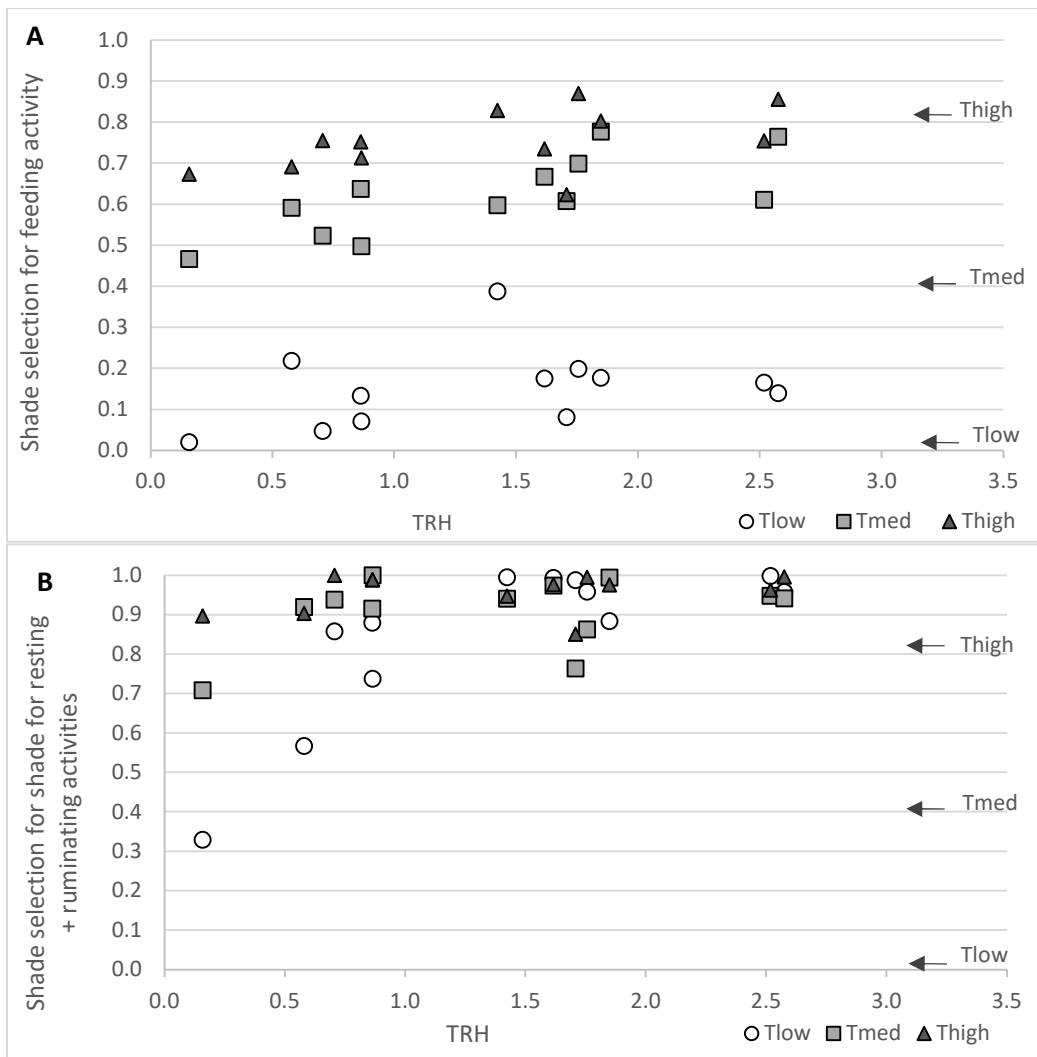 A
Shade selection for feeding activity
1.0
0.9
0.8
0.7
0.6
0.5
0.4
0.3
0.2
0.1
0.0
Thigh
Tmed
Tlow
0.0 0.5 1.0 1.5 2.0 2.5 3.0 3.5
TRH
Tlow Tmed Thigh
B
Shade selection for shade for resting
+ ruminating activities
1.0
0.9
0.8
0.7
0.6
0.5
0.4
0.3
0.2
0.1
0.0
Thigh
Tmed
Tlow
0.0 0.5 1.0 1.5 2.0 2.5 3.0 3.5
TRH
Tlow Tmed Thigh